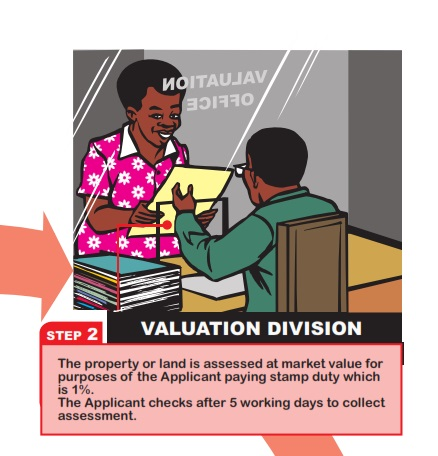 VALUATION
OFFICE
VALUATION DIVISION
STEP 2
The property or land is assessed at market value for
purposes of the Applicant paying stamp duty which
is 1%.
The Applicant checks after 5 working days to collect
assessment.